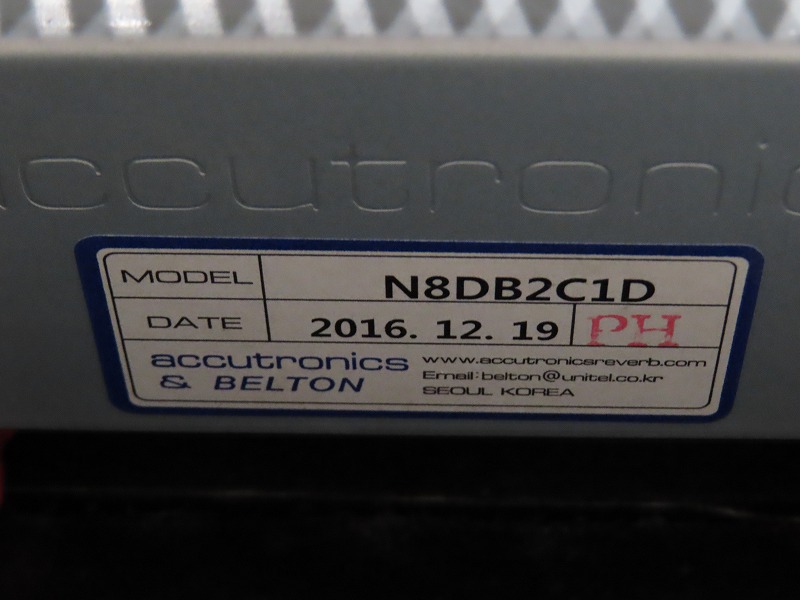 accutronic
MODEL N8DB2C1D
DATE 2016. 12. 19 PH
accutronics www.accutronicsreverb.com
& BELTON Email:belton@unitel.co.kr
SEOUL KOREA